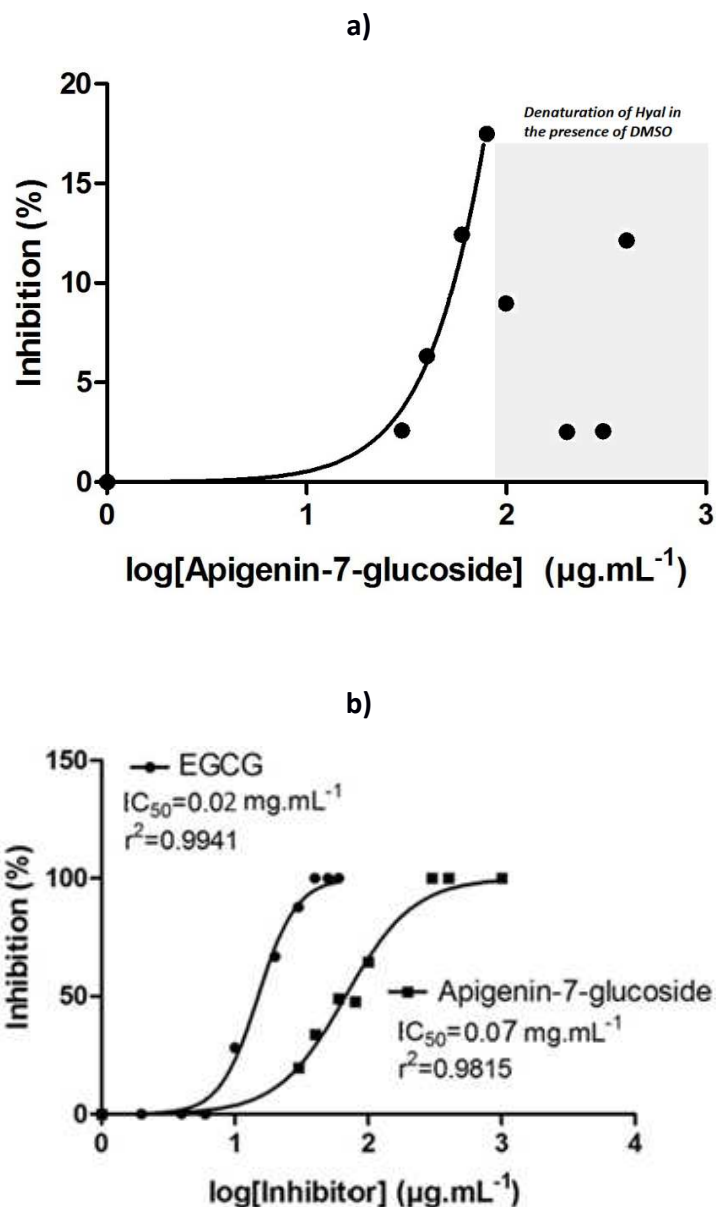 a)
20
Denaturation of Hyal in
the presence of DMSO
15
10
5
0
Inhibition (%)
0 1 2 3
log[Apigenin-7-glucoside] (µg.mL⁻¹)
b)
150
EGCG
IC₅₀=0.02 mg.mL⁻¹
r²=0.9941
100
Apigenin-7-glucoside
IC₅₀=0.07 mg.mL⁻¹
r²=0.9815
50
0
Inhibition (%)
0 1 2 3 4
log[Inhibitor] (µg.mL⁻¹)